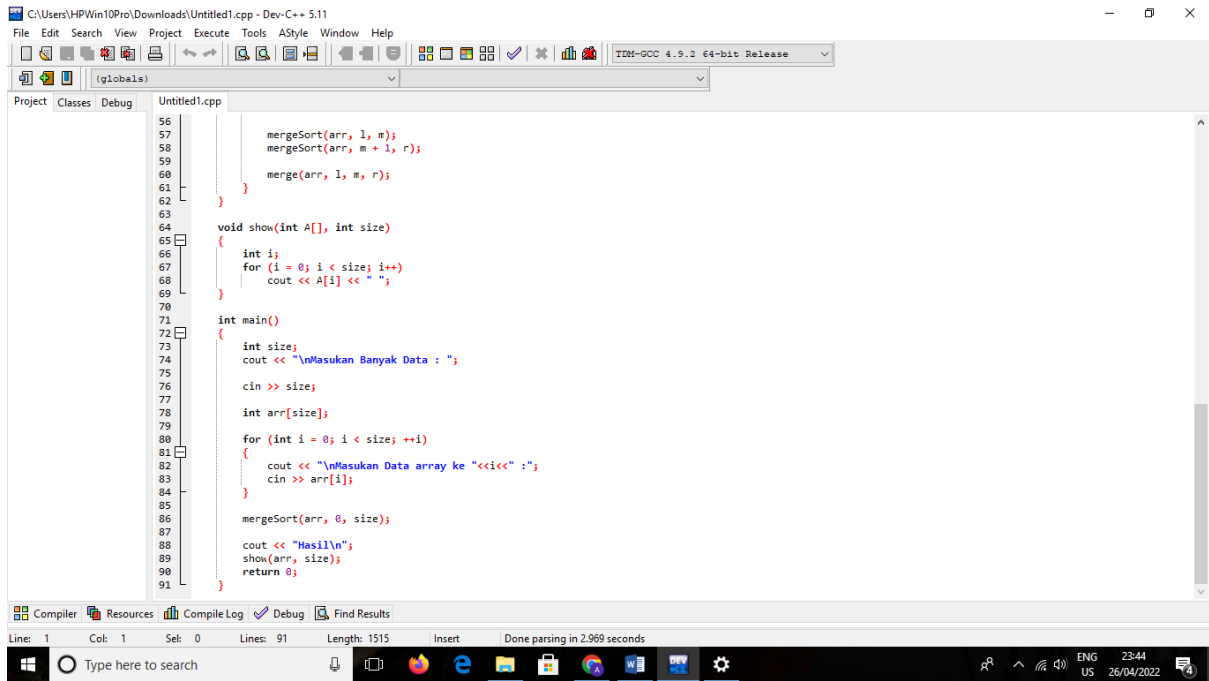 C:\Users\HPWin10Pro\Downloads\Untitled1.cpp - Dev-C++ 5.11
File Edit Search View Project Execute Tools AStyle Window Help
TDM-GCC 4.9.2 64-bit Release
(globals)
Project Classes Debug Untitled1.cpp
56
57 mergeSort(arr, l, m);
58 mergeSort(arr, m + 1, r);
59
60 merge(arr, l, m, r);
61 }
62 }
63
64 void show(int A[], int size)
65 {
66 int i;
67 for (i = 0; i < size; i++)
68 cout << A[i] << " ";
69 }
70
71 int main()
72 {
73 int size;
74 cout << "\nMasukan Banyak Data : ";
75
76 cin >> size;
77
78 int arr[size];
79
80 for (int i = 0; i < size; ++i)
81 {
82 cout << "\nMasukan Data array ke "<<i<<" :";
83 cin >> arr[i];
84 }
85
86 mergeSort(arr, 0, size);
87
88 cout << "Hasil\n";
89 show(arr, size);
90 return 0;
91 }
Compiler Resources Compile Log Debug Find Results
Line: 1 Col: 1 Sel: 0 Lines: 91 Length: 1515 Insert Done parsing in 2.969 seconds
Type here to search
DEV
ENG
US
23:44
26/04/2022
4